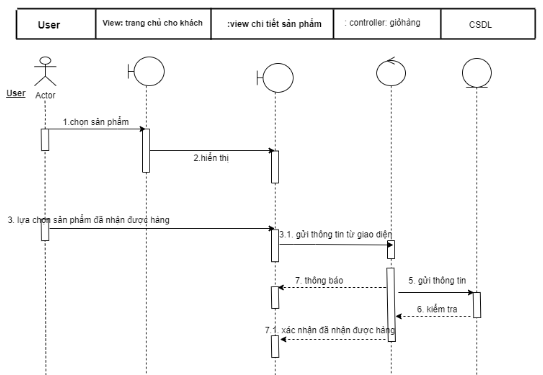 User
View: trang chủ cho khách
:view chi tiết sản phẩm
: controller: giỏhàng
CSDL
User
Actor
1.chọn sản phẩm
2.hiển thị
3. lựa chọn sản phẩm đã nhận được hàng
3.1. gửi thông tin từ giao diện
7. thông báo
5. gửi thông tin
6. kiểm tra
7.1. xác nhận đã nhận được hàng